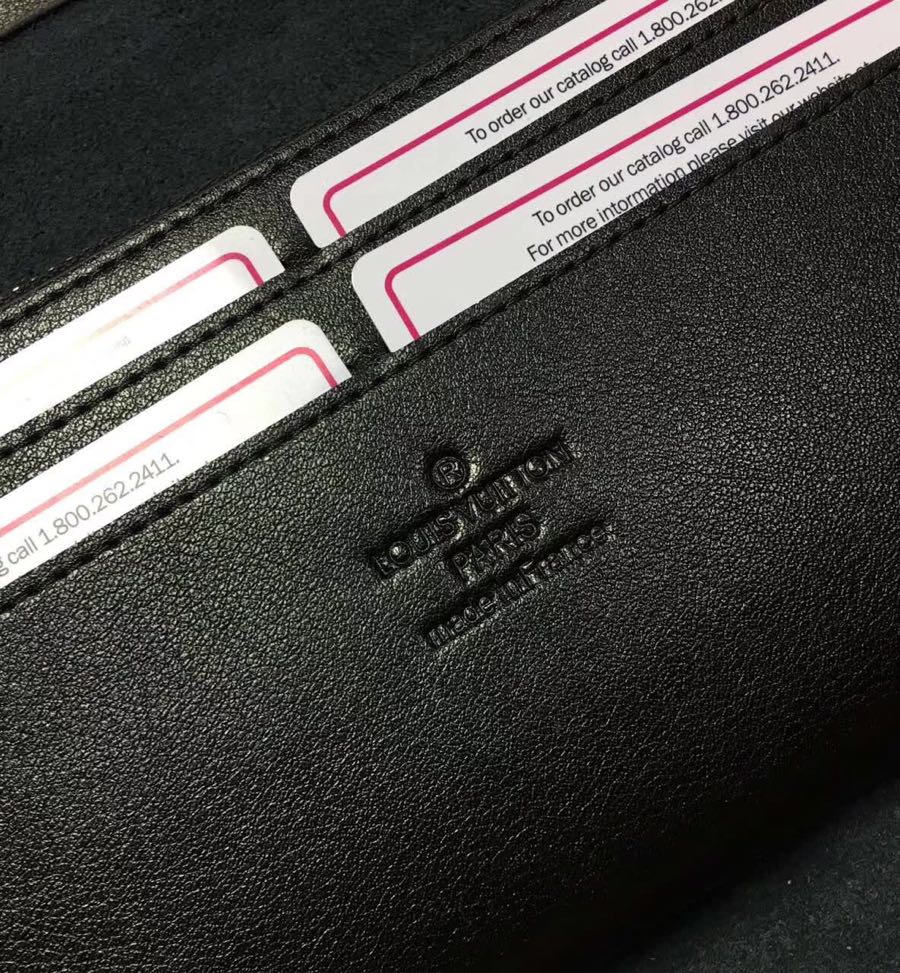 To order our catalog call 1.800.262
To order our catalog call 1.800.262.2411.
For more information please visit our website at
call 1.800.262.2411.
®
LOUIS VUITTON
PARIS
made in France